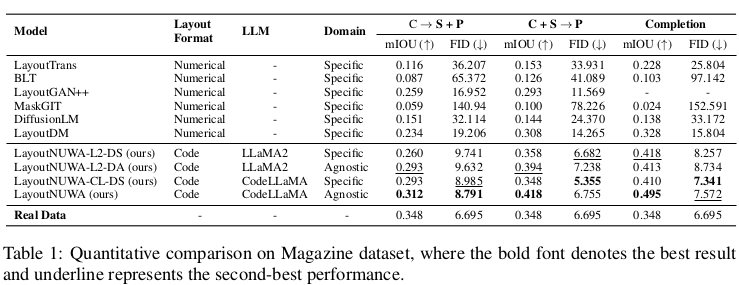 Model Layout Format LLM Domain C → S + P C + S → P Completion
mIOU (↑) FID (↓) mIOU (↑) FID (↓) mIOU (↑) FID (↓)
LayoutTrans Numerical - Specific 0.116 36.207 0.153 33.931 0.228 25.804
BLT Numerical - Specific 0.087 65.372 0.126 41.089 0.103 97.142
LayoutGAN++ Numerical - Specific 0.259 16.952 0.293 11.569 - -
MaskGIT Numerical - Specific 0.059 140.94 0.100 78.226 0.024 152.591
DiffusionLM Numerical - Specific 0.151 32.114 0.144 24.370 0.138 33.172
LayoutDM Numerical - Specific 0.234 19.206 0.308 14.265 0.328 15.804
LayoutNUWA-L2-DS (ours) Code LLaMA2 Specific 0.260 9.741 0.358 6.682 0.418 8.257
LayoutNUWA-L2-DA (ours) Code LLaMA2 Agnostic 0.293 9.632 0.394 7.238 0.413 8.734
LayoutNUWA-CL-DS (ours) Code CodeLLaMA Specific 0.293 8.985 0.348 5.355 0.410 7.341
LayoutNUWA (ours) Code CodeLLaMA Agnostic 0.312 8.791 0.418 6.755 0.495 7.572
Real Data - - - 0.348 6.695 0.348 6.695 0.348 6.695
Table 1: Quantitative comparison on Magazine dataset, where the bold font denotes the best result
and underline represents the second-best performance.